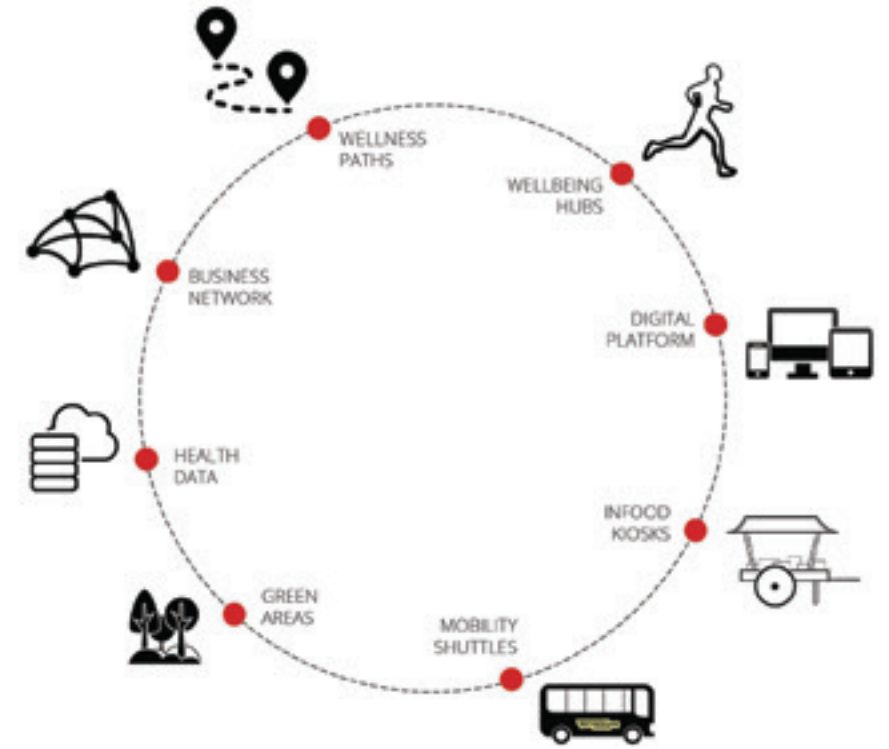 WELLNESS
PATHS
WELLBEING
HUBS
BUSINESS
NETWORK
DIGITAL
PLATFORM
HEALTH
DATA
INFOOD
KIOSKS
GREEN
AREAS
MOBILITY
SHUTTLES